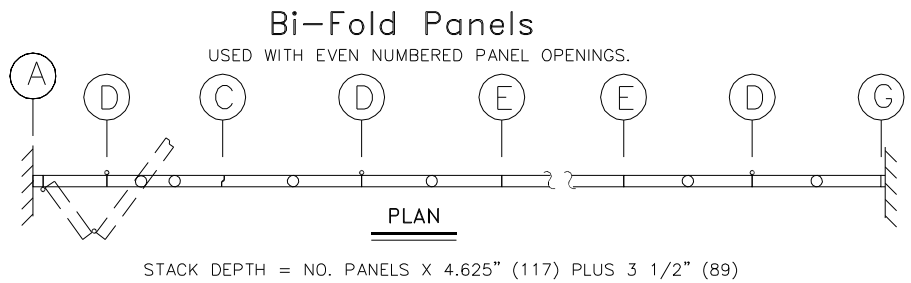 Bi-Fold Panels
USED WITH EVEN NUMBERED PANEL OPENINGS.
A D C D E E D G
PLAN
STACK DEPTH = NO. PANELS X 4.625" (117) PLUS 3 1/2" (89)